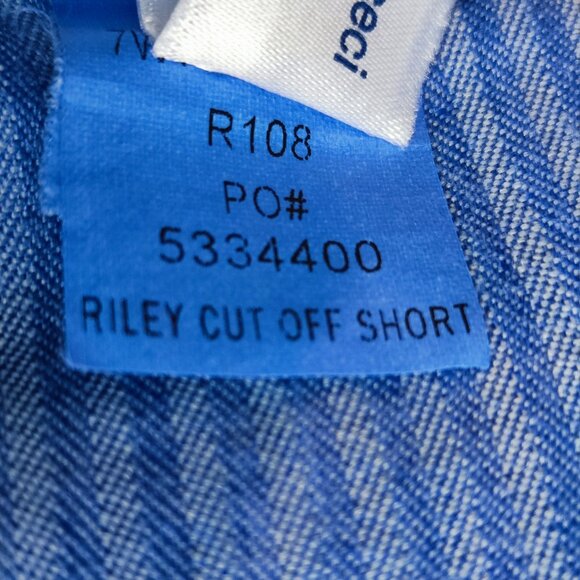 R108
PO#
5334400
RILEY CUT OFF SHORT